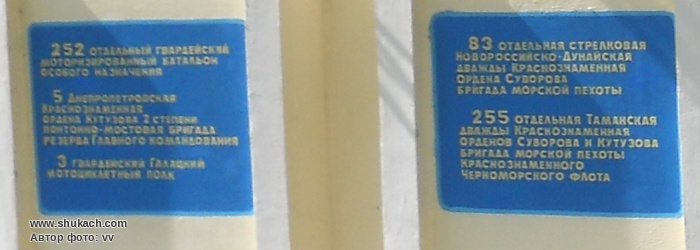 252 ОТДЕЛЬНЫЙ ГВАРДЕЙСКИЙ
МОТОРИЗИРОВАННЫЙ БАТАЛЬОН
ОСОБОГО НАЗНАЧЕНИЯ
5 ДНЕПРОПЕТРОВСКАЯ
КРАСНОЗНАМЕННАЯ
ОРДЕНА КУТУЗОВА 2 СТЕПЕНИ
ПОНТОННО-МОСТОВАЯ БРИГАДА
РЕЗЕРВА ГЛАВНОГО КОМАНДОВАНИЯ
3 ГВАРДЕЙСКИЙ ГАЛАЦКИЙ
МОТОЦИКЛЕТНЫЙ ПОЛК
83 ОТДЕЛЬНАЯ СТРЕЛКОВАЯ
НОВОРОССИЙСКО-ДУНАЙСКАЯ
ДВАЖДЫ КРАСНОЗНАМЕННАЯ
ОРДЕНА СУВОРОВА
БРИГАДА МОРСКОЙ ПЕХОТЫ
255 ОТДЕЛЬНАЯ ТАМАНСКАЯ
ДВАЖДЫ КРАСНОЗНАМЕННАЯ
ОРДЕНОВ СУВОРОВА И КУТУЗОВА
БРИГАДА МОРСКОЙ ПЕХОТЫ
КРАСНОЗНАМЕННОГО
ЧЕРНОМОРСКОГО ФЛОТА
www.shukach.com
Автор фото: vv